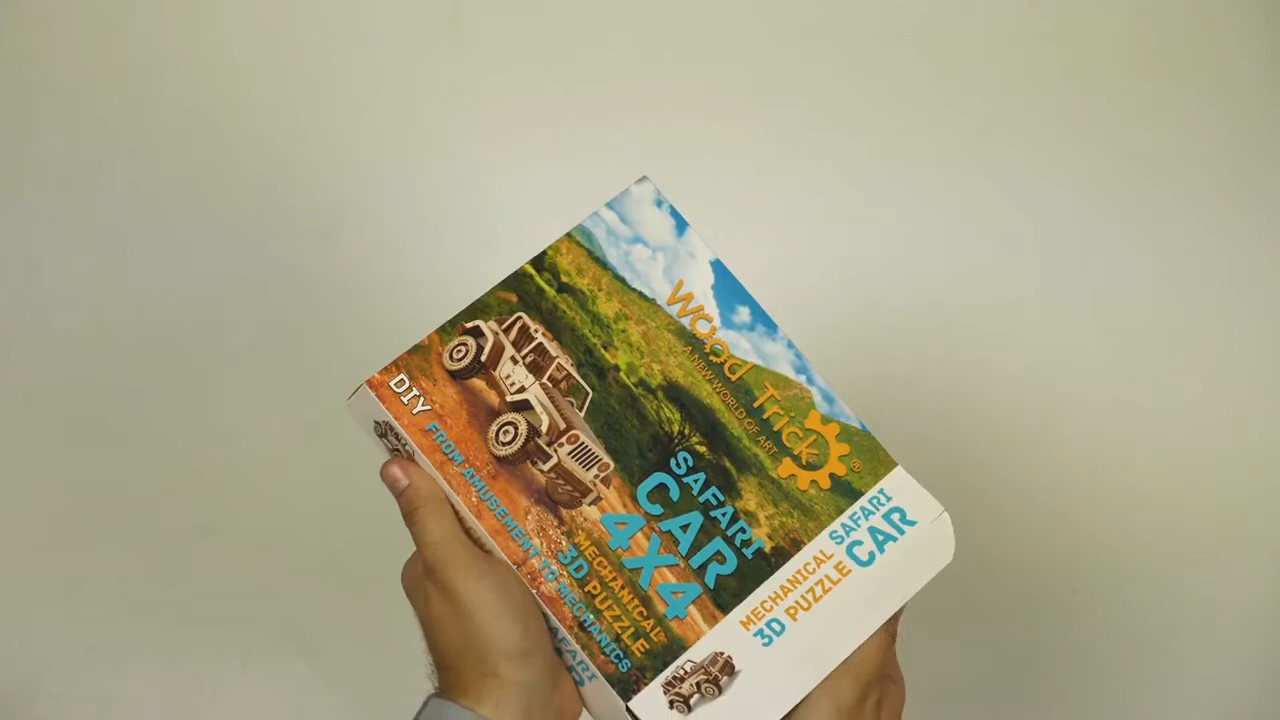 Wood Trick ®
A NEW WORLD OF ART
SAFARI
CAR
4X4
MECHANICAL
3D PUZZLE
DIY
FROM AMUSEMENT TO MECHANICS
MECHANICAL
3D PUZZLE
SAFARI
CAR
SAFARI